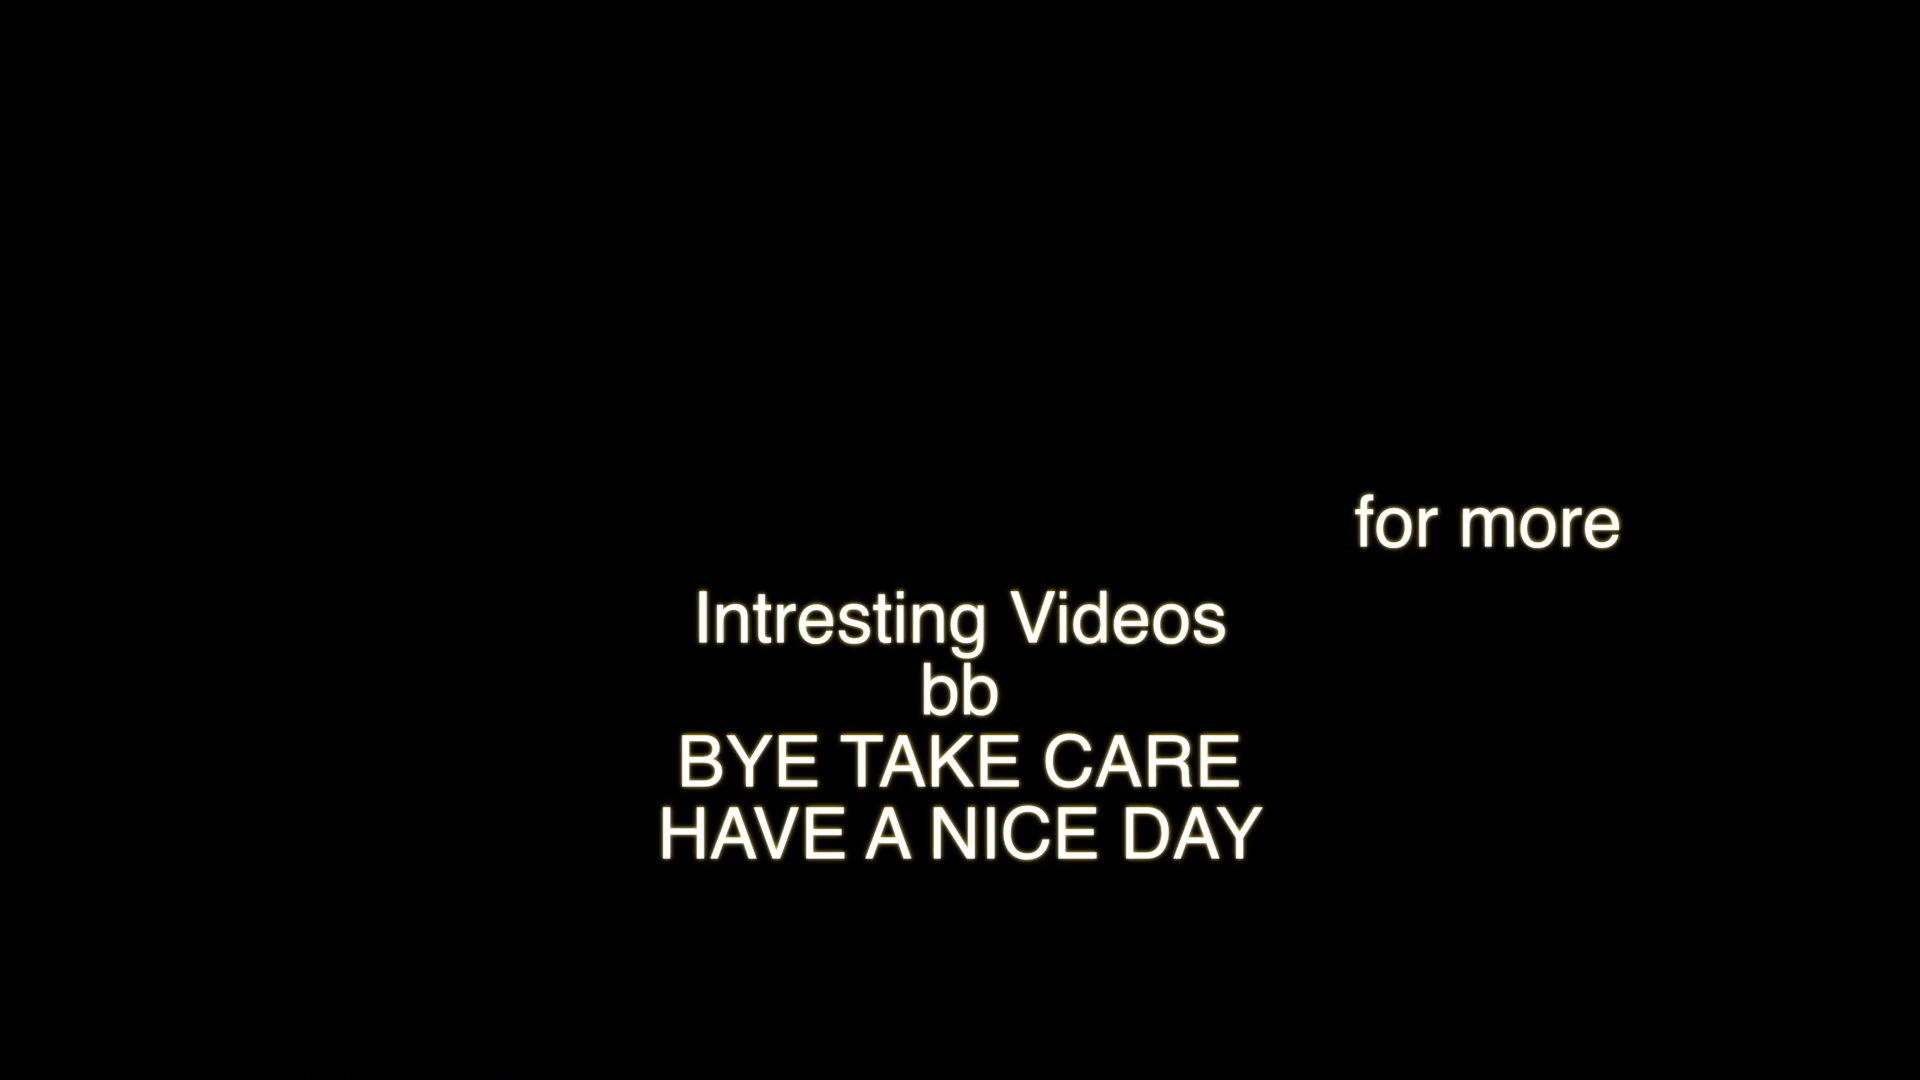 for more
Intresting Videos
bb
BYE TAKE CARE
HAVE A NICE DAY